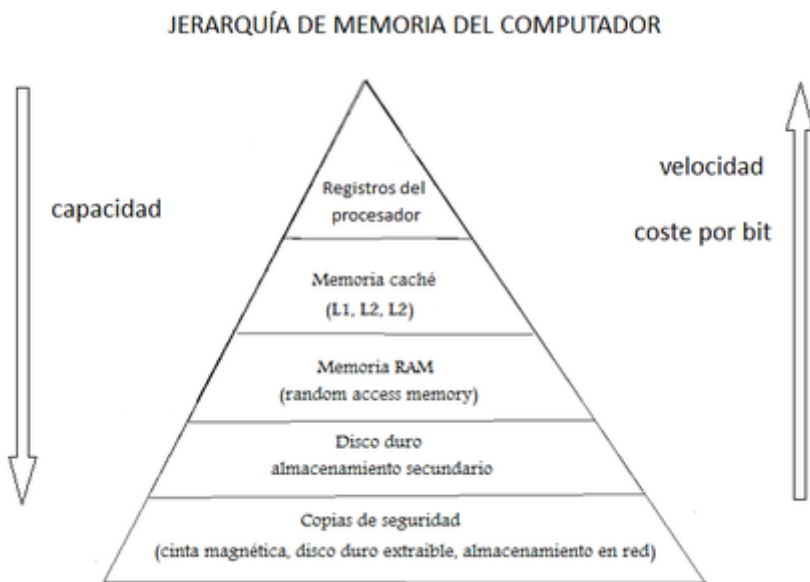 JERARQUÍA DE MEMORIA DEL COMPUTADOR
capacidad
velocidad
coste por bit
Registros del
procesador
Memoria caché
(L1, L2, L2)
Memoria RAM
(random access memory)
Disco duro
almacenamiento secundario
Copias de seguridad
(cinta magnética, disco duro extraible, almacenamiento en red)